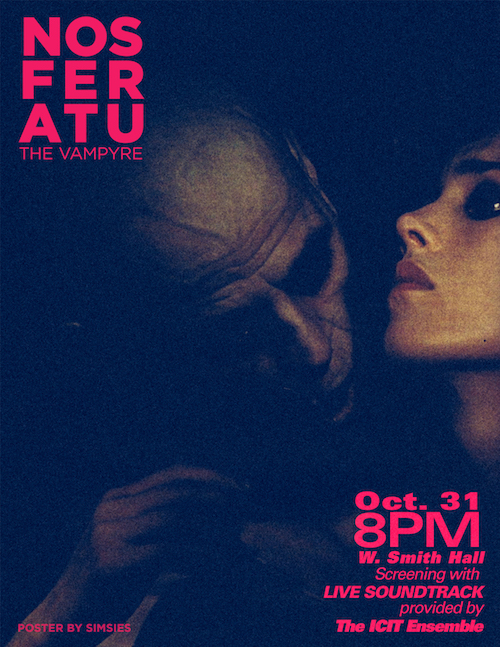 NOS
FER
ATU
THE VAMPYRE
Oct. 31
8PM
W. Smith Hall
Screening with
LIVE SOUNDTRACK
provided by
The ICIT Ensemble
POSTER BY SIMSIES